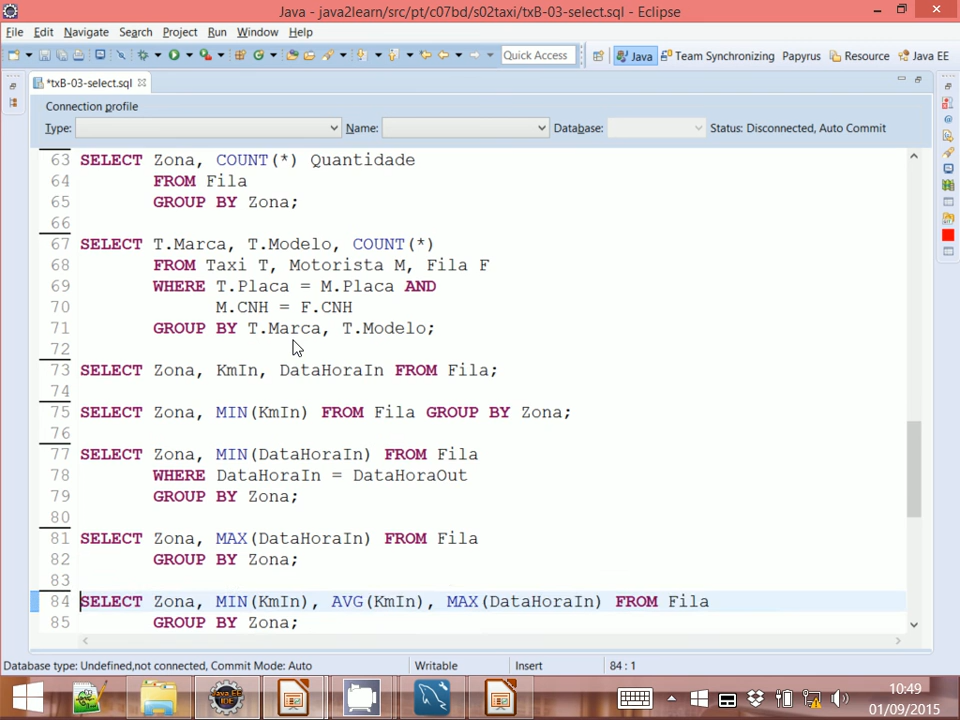 Java - java2learn/src/pt/c07bd/s02taxi/txB-03-select.sql - Eclipse
File Edit Navigate Search Project Run Window Help
Quick Access Java Team Synchronizing Papyrus Resource Java EE
*txB-03-select.sql
Connection profile
Type: Name: Database: Status: Disconnected, Auto Commit
63 SELECT Zona, COUNT(*) Quantidade
64 FROM Fila
65 GROUP BY Zona;
66
67 SELECT T.Marca, T.Modelo, COUNT(*)
68 FROM Taxi T, Motorista M, Fila F
69 WHERE T.Placa = M.Placa AND
70 M.CNH = F.CNH
71 GROUP BY T.Marca, T.Modelo;
72
73 SELECT Zona, KmIn, DataHoraIn FROM Fila;
74
75 SELECT Zona, MIN(KmIn) FROM Fila GROUP BY Zona;
76
77 SELECT Zona, MIN(DataHoraIn) FROM Fila
78 WHERE DataHoraIn = DataHoraOut
79 GROUP BY Zona;
80
81 SELECT Zona, MAX(DataHoraIn) FROM Fila
82 GROUP BY Zona;
83
84 SELECT Zona, MIN(KmIn), AVG(KmIn), MAX(DataHoraIn) FROM Fila
85 GROUP BY Zona;
Database type: Undefined,not connected, Commit Mode: Auto Writable Insert 84 : 1
Java EE
IDE
10:49
01/09/2015